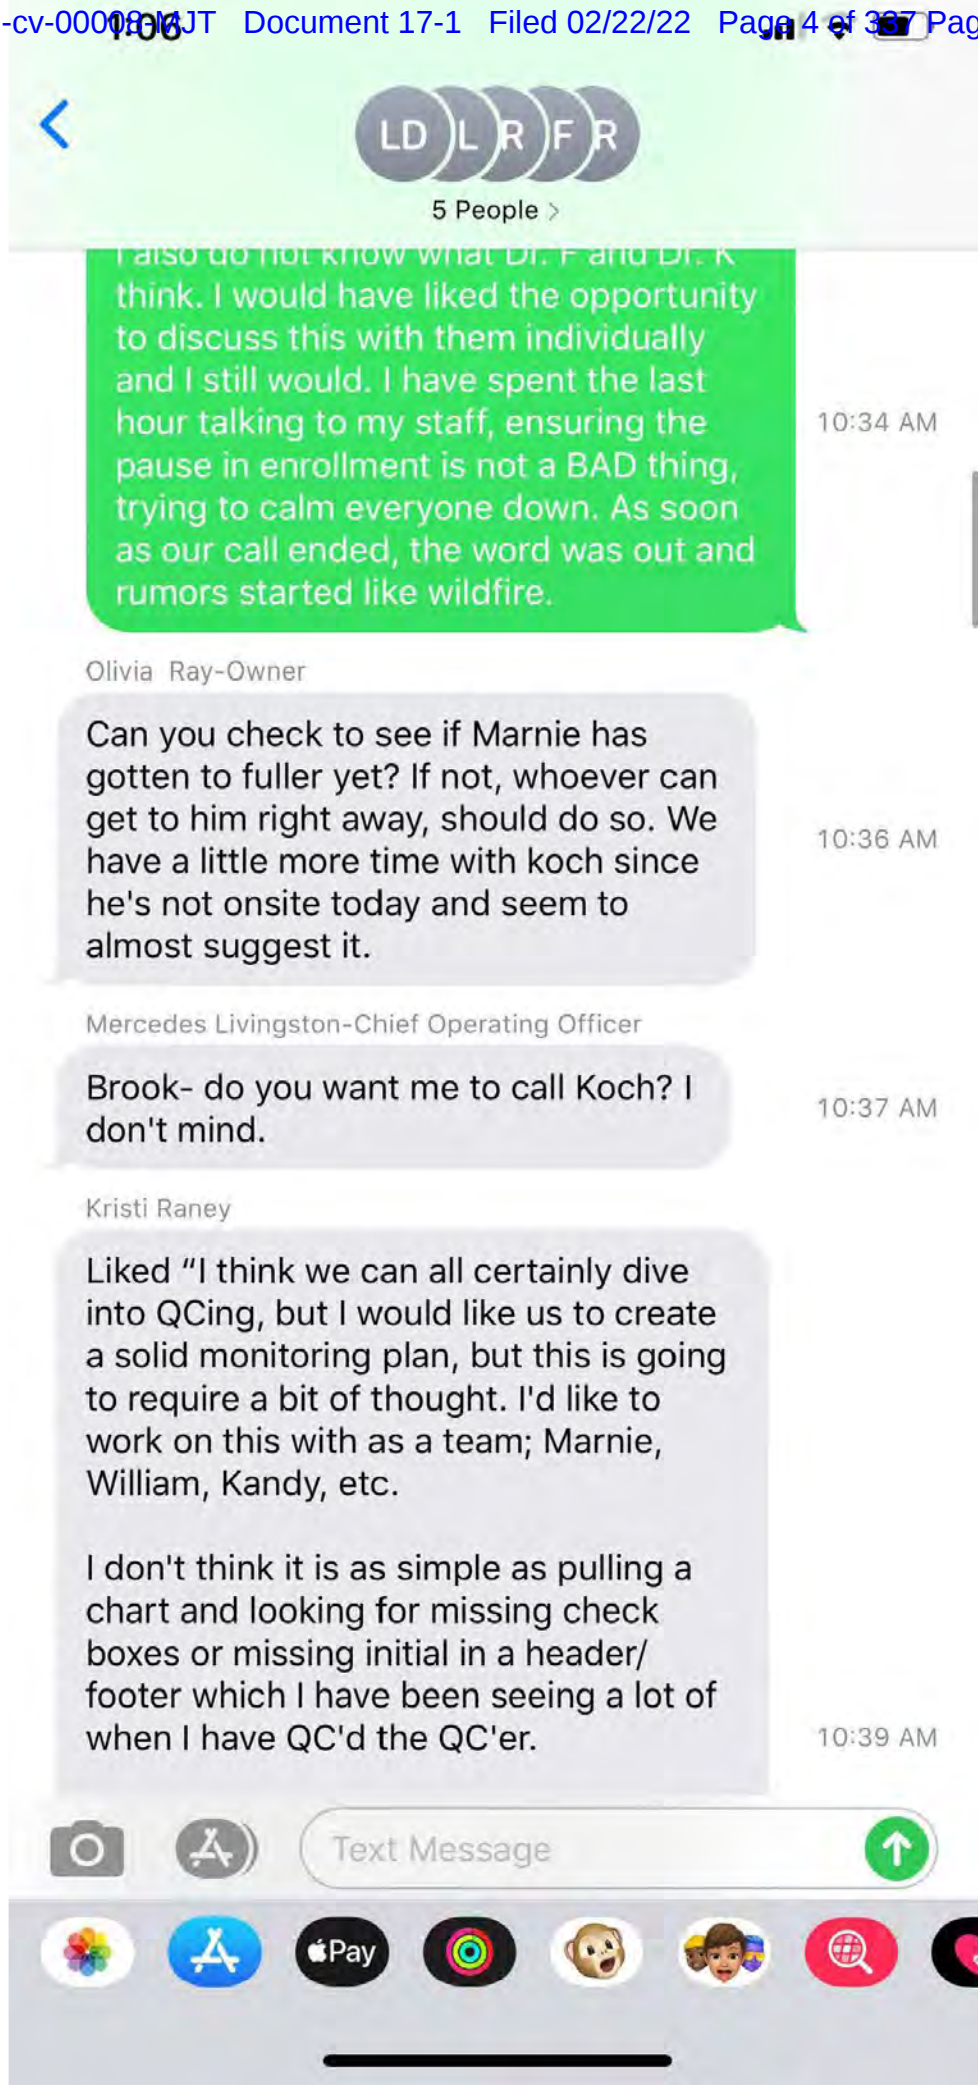 -cv-00008-MJT Document 17-1 Filed 02/22/22 Page 4 of 337 Pag
1:06
LD L R F R
5 People >
I also do not know what Dr. F and Dr. K
think. I would have liked the opportunity
to discuss this with them individually
and I still would. I have spent the last
hour talking to my staff, ensuring the
pause in enrollment is not a BAD thing,
trying to calm everyone down. As soon
as our call ended, the word was out and
rumors started like wildfire.
10:34 AM
Olivia Ray-Owner
Can you check to see if Marnie has
gotten to fuller yet? If not, whoever can
get to him right away, should do so. We
have a little more time with koch since
he's not onsite today and seem to
almost suggest it.
10:36 AM
Mercedes Livingston-Chief Operating Officer
Brook- do you want me to call Koch? I
don't mind.
10:37 AM
Kristi Raney
Liked “I think we can all certainly dive
into QCing, but I would like us to create
a solid monitoring plan, but this is going
to require a bit of thought. I'd like to
work on this with as a team; Marnie,
William, Kandy, etc.
I don't think it is as simple as pulling a
chart and looking for missing check
boxes or missing initial in a header/
footer which I have been seeing a lot of
when I have QC'd the QC'er.
10:39 AM
Text Message
Pay